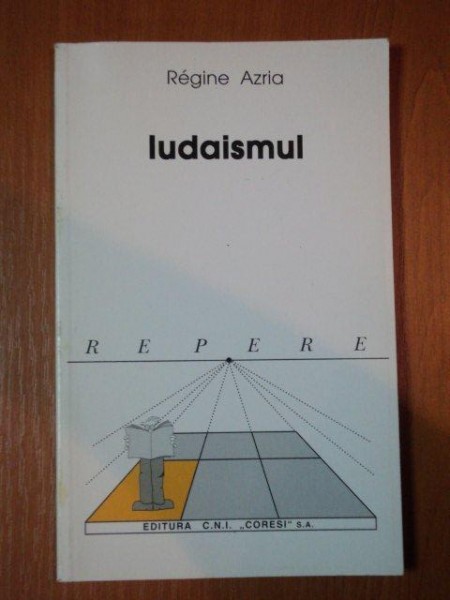 Régine Azria
Iudaismul
R E P E R E
EDITURA C.N.I. „CORESI" S.A.